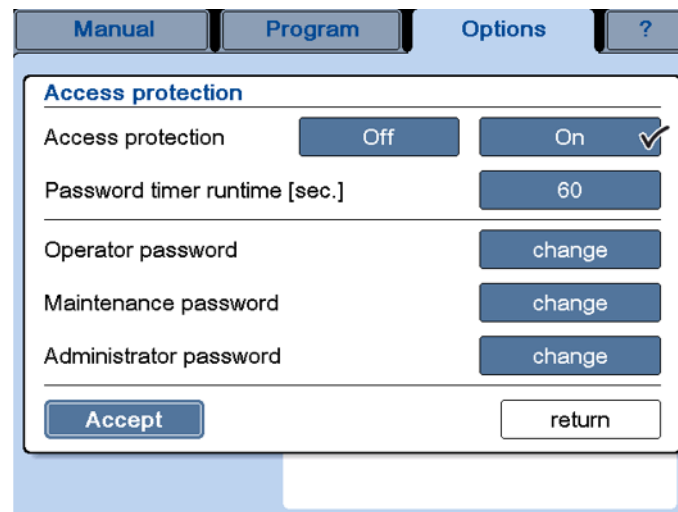 Manual Program Options ?
Access protection
Access protection Off On
Password timer runtime [sec.] 60
Operator password change
Maintenance password change
Administrator password change
Accept return